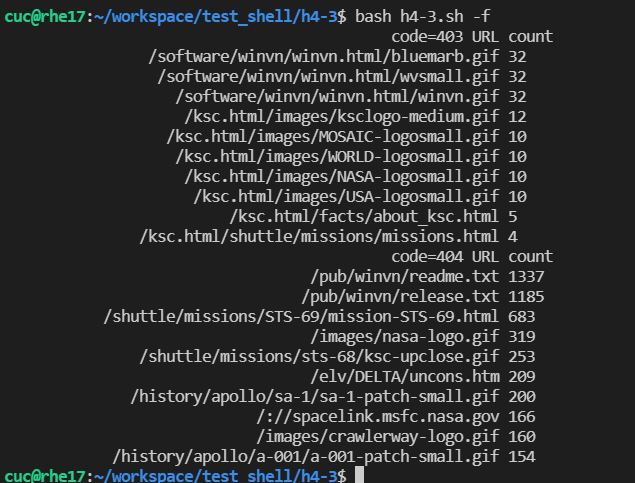 cuc@rhe17:~/workspace/test_shell/h4-3$ bash h4-3.sh -f
code=403 URL count
/software/winvn/winvn.html/bluemarb.gif 32
/software/winvn/winvn.html/wvsmall.gif 32
/software/winvn/winvn.html/winvn.gif 32
/ksc.html/images/ksclogo-medium.gif 12
/ksc.html/images/MOSAIC-logosmall.gif 10
/ksc.html/images/WORLD-logosmall.gif 10
/ksc.html/images/NASA-logosmall.gif 10
/ksc.html/images/USA-logosmall.gif 10
/ksc.html/facts/about_ksc.html 5
/ksc.html/shuttle/missions/missions.html 4
code=404 URL count
/pub/winvn/readme.txt 1337
/pub/winvn/release.txt 1185
/shuttle/missions/STS-69/mission-STS-69.html 683
/images/nasa-logo.gif 319
/shuttle/missions/sts-68/ksc-upclose.gif 253
/elv/DELTA/uncons.htm 209
/history/apollo/sa-1/sa-1-patch-small.gif 200
/://spacelink.msfc.nasa.gov 166
/images/crawlerway-logo.gif 160
/history/apollo/a-001/a-001-patch-small.gif 154
cuc@rhe17:~/workspace/test_shell/h4-3$